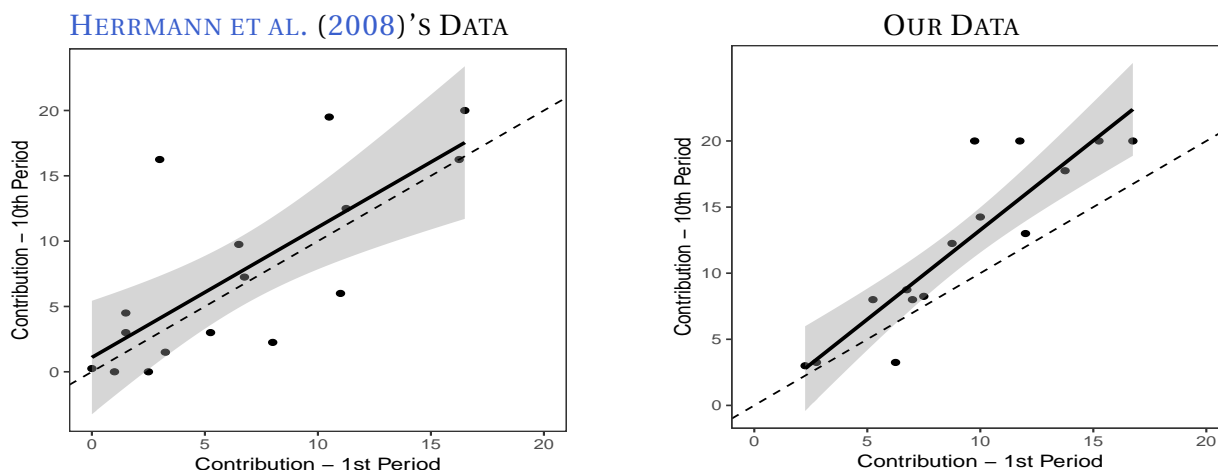 HERRMANN ET AL. (2008)'S DATA
20
15
10
5
0
Contribution – 10th Period
0 5 10 15 20
Contribution – 1st Period
OUR DATA
20
15
10
5
0
Contribution – 10th Period
0 5 10 15 20
Contribution – 1st Period